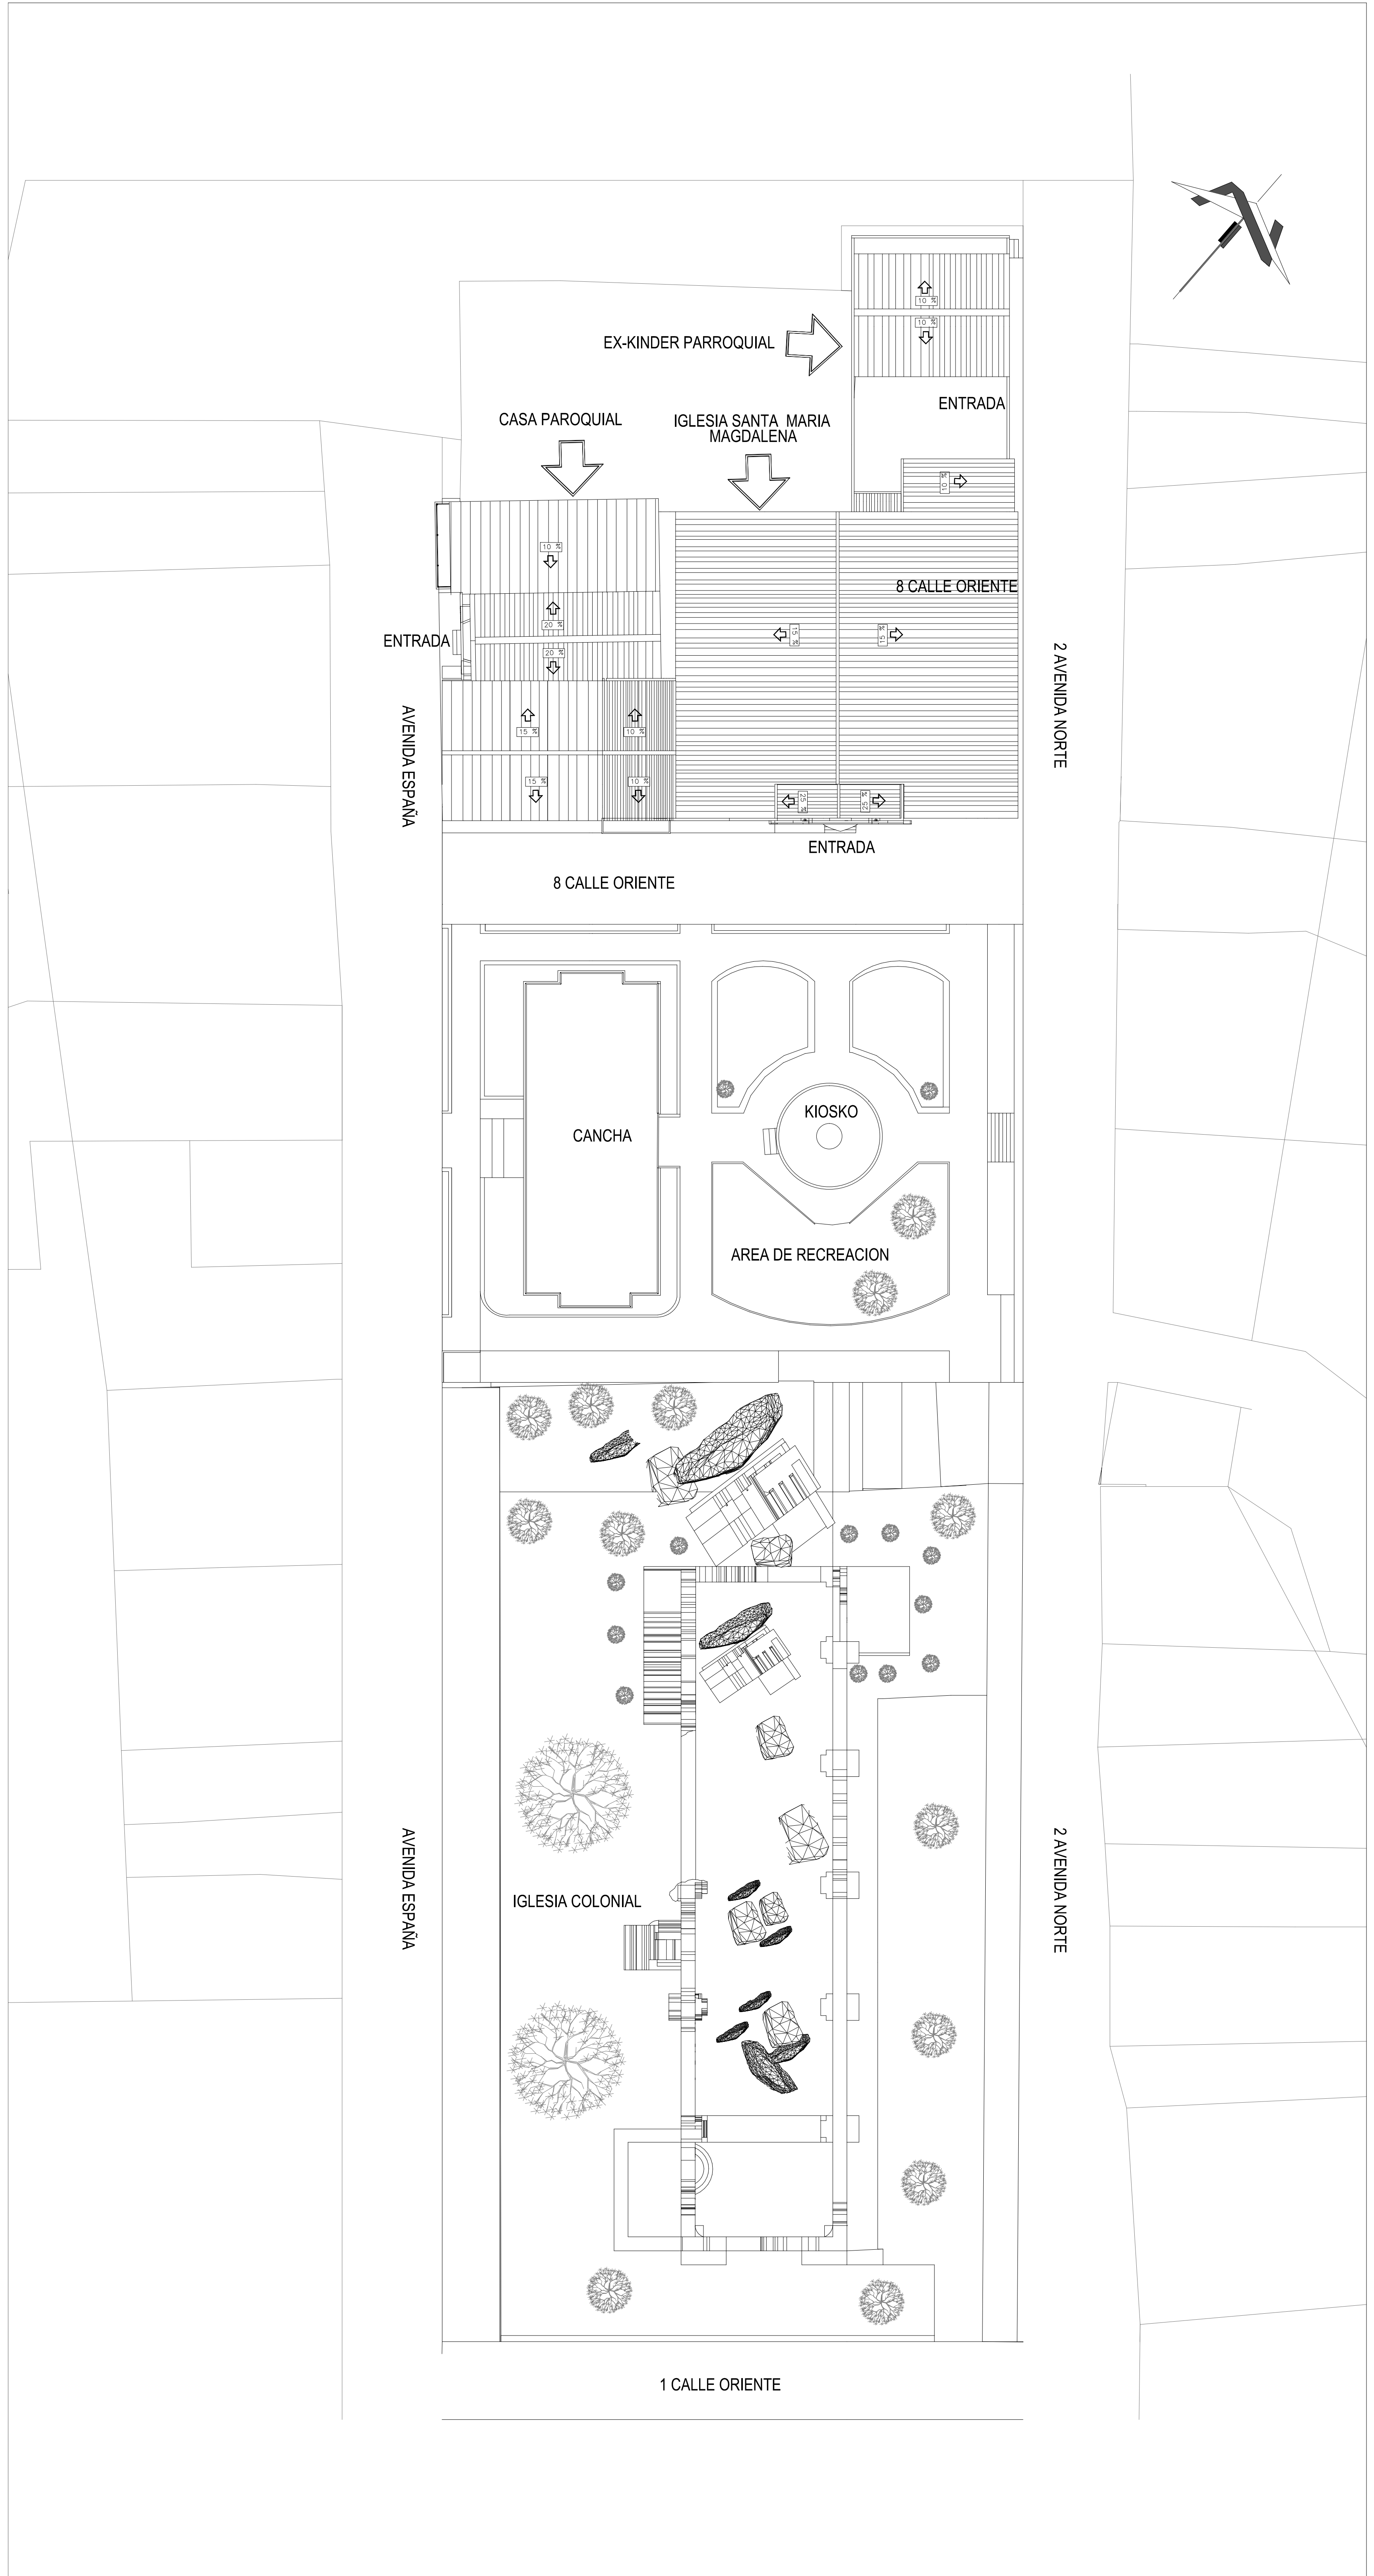 10 %
10 %
EX-KINDER PARROQUIAL
ENTRADA
CASA PAROQUIAL
IGLESIA SANTA MARIA
MAGDALENA
10 %
10 %
8 CALLE ORIENTE
20 %
15 %
15 %
ENTRADA
20 %
2 AVENIDA NORTE
AVENIDA ESPAÑA
15 %
10 %
15 %
10 %
25 %
25 %
ENTRADA
8 CALLE ORIENTE
KIOSKO
CANCHA
AREA DE RECREACION
AVENIDA ESPAÑA
2 AVENIDA NORTE
IGLESIA COLONIAL
1 CALLE ORIENTE